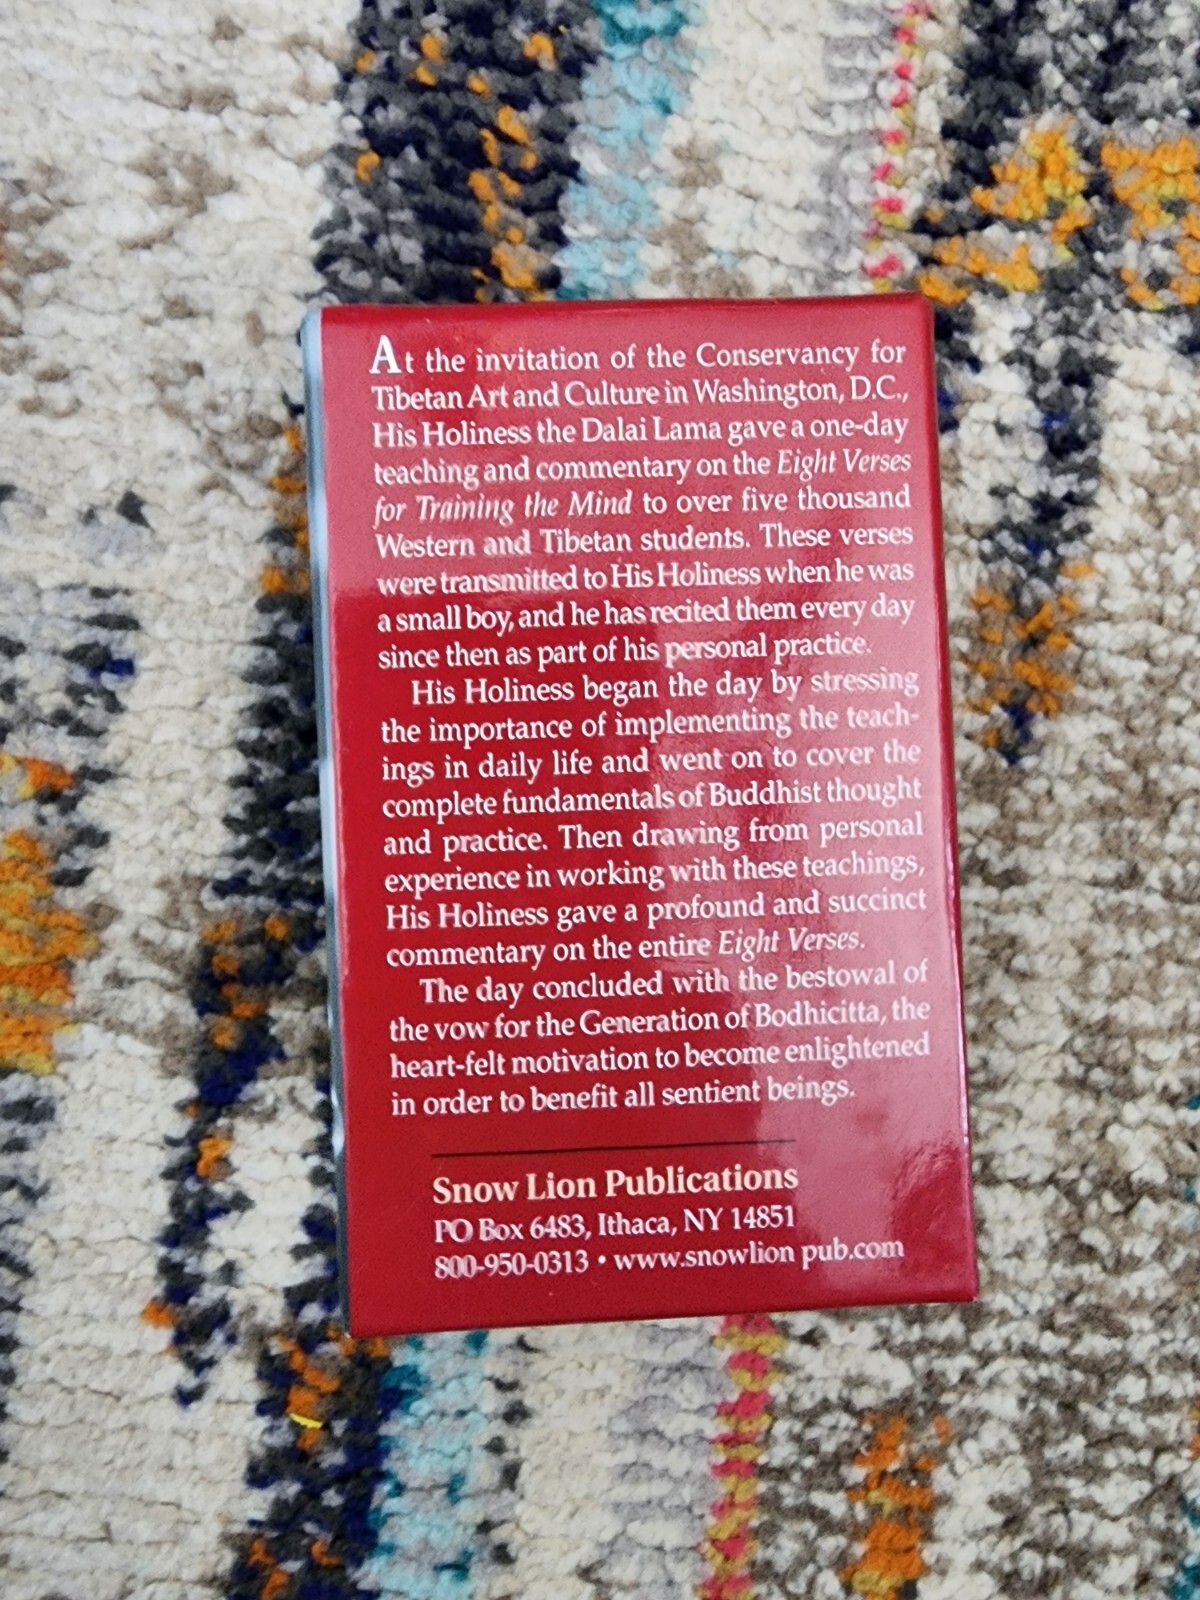 At the invitation of the Conservancy for
Tibetan Art and Culture in Washington, D.C.,
His Holiness the Dalai Lama gave a one-day
teaching and commentary on the Eight Verses
for Training the Mind to over five thousand
Western and Tibetan students. These verses
were transmitted to His Holiness when he was
a small boy, and he has recited them every day
since then as part of his personal practice.
His Holiness began the day by stressing
the importance of implementing the teach-
ings in daily life and went on to cover the
complete fundamentals of Buddhist thought
and practice. Then drawing from personal
experience in working with these teachings,
His Holiness gave a profound and succinct
commentary on the entire Eight Verses.
The day concluded with the bestowal of
the vow for the Generation of Bodhicitta, the
heart-felt motivation to become enlightened
in order to benefit all sentient beings.
Snow Lion Publications
PO Box 6483, Ithaca, NY 14851
800-950-0313 • www.snowlion pub.com